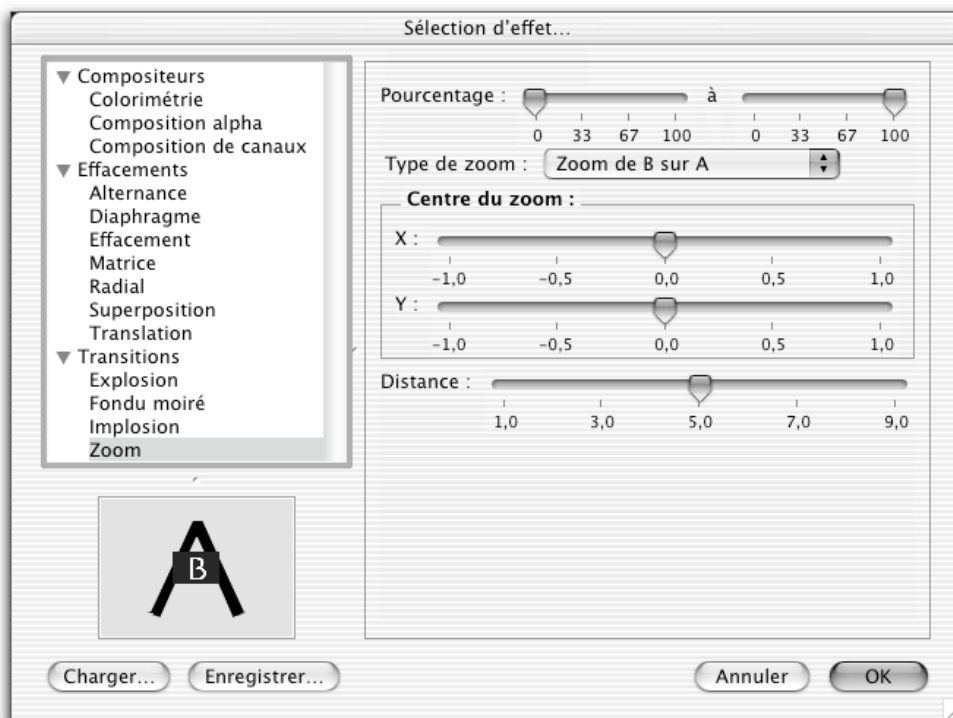 Sélection d'effet...
Compositeurs
Colorimétrie
Composition alpha
Composition de canaux
Effacements
Alternance
Diaphragme
Effacement
Matrice
Radial
Superposition
Translation
Transitions
Explosion
Fondu moiré
Implosion
Zoom
A
B
Pourcentage : à
0 33 67 100 0 33 67 100
Type de zoom : Zoom de B sur A
Centre du zoom :
X :
-1,0 -0,5 0,0 0,5 1,0
Y :
-1,0 -0,5 0,0 0,5 1,0
Distance :
1,0 3,0 5,0 7,0 9,0
Charger... Enregistrer... Annuler OK